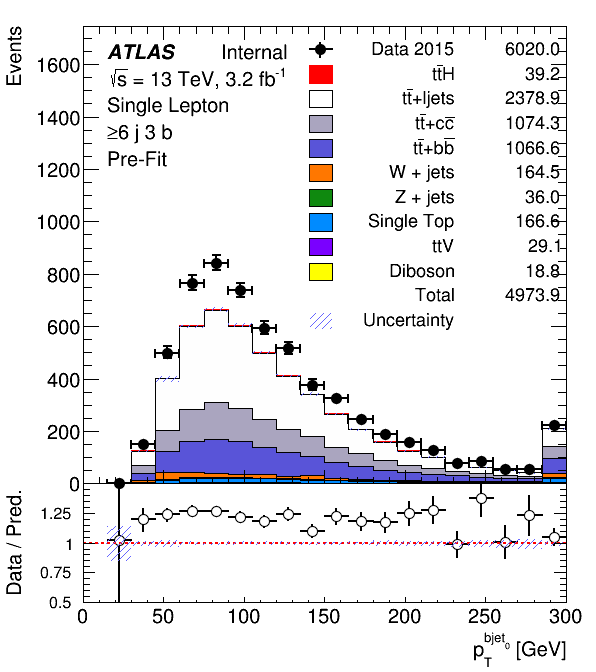 Events
1600
1400
1200
1000
800
600
400
200
0
ATLAS Internal
√s = 13 TeV, 3.2 fb⁻¹
Single Lepton
≥6 j 3 b
Pre-Fit
Data 2015 6020.0
tt̄H 39.2
tt̄+ljets 2378.9
tt̄+cc̄ 1074.3
tt̄+bb̄ 1066.6
W + jets 164.5
Z + jets 36.0
Single Top 166.6
ttV 29.1
Diboson 18.8
Total 4973.9
Uncertainty
Data / Pred.
1.25
1
0.75
0.5
0 50 100 150 200 250 300
p_T^{bjet_0} [GeV]